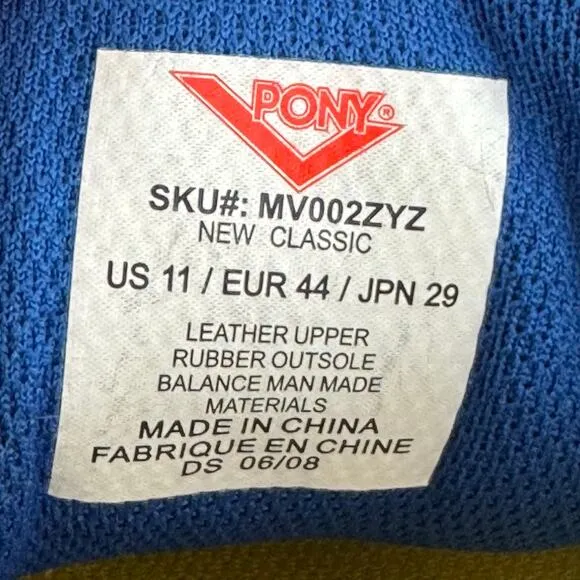 PONY®
SKU#: MV002ZYZ
NEW CLASSIC
US 11 / EUR 44 / JPN 29
LEATHER UPPER
RUBBER OUTSOLE
BALANCE MAN MADE
MATERIALS
MADE IN CHINA
FABRIQUE EN CHINE
DS 06/08